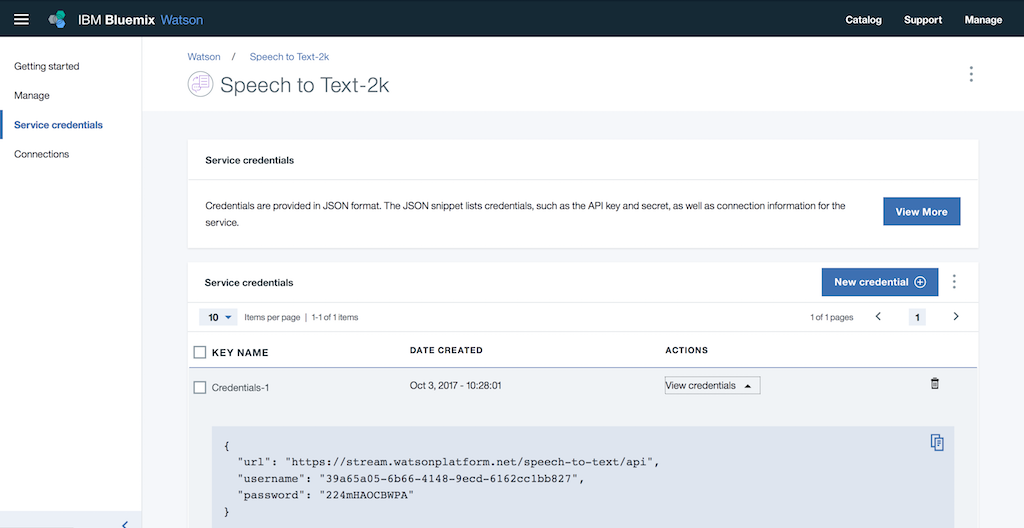 IBM Bluemix Watson
Catalog Support Manage
Getting started
Manage
Service credentials
Connections
Watson / Speech to Text-2k
Speech to Text-2k
Service credentials
Credentials are provided in JSON format. The JSON snippet lists credentials, such as the API key and secret, as well as connection information for the
service.
View More
Service credentials
New credential
10 Items per page | 1-1 of 1 items
1 of 1 pages
1
KEY NAME DATE CREATED ACTIONS
Credentials-1 Oct 3, 2017 - 10:28:01 View credentials
{
"url": "https://stream.watsonplatform.net/speech-to-text/api",
"username": "39a65a05-6b66-4148-9ecd-6162cc1bb827",
"password": "224mHAOCBWPA"
}